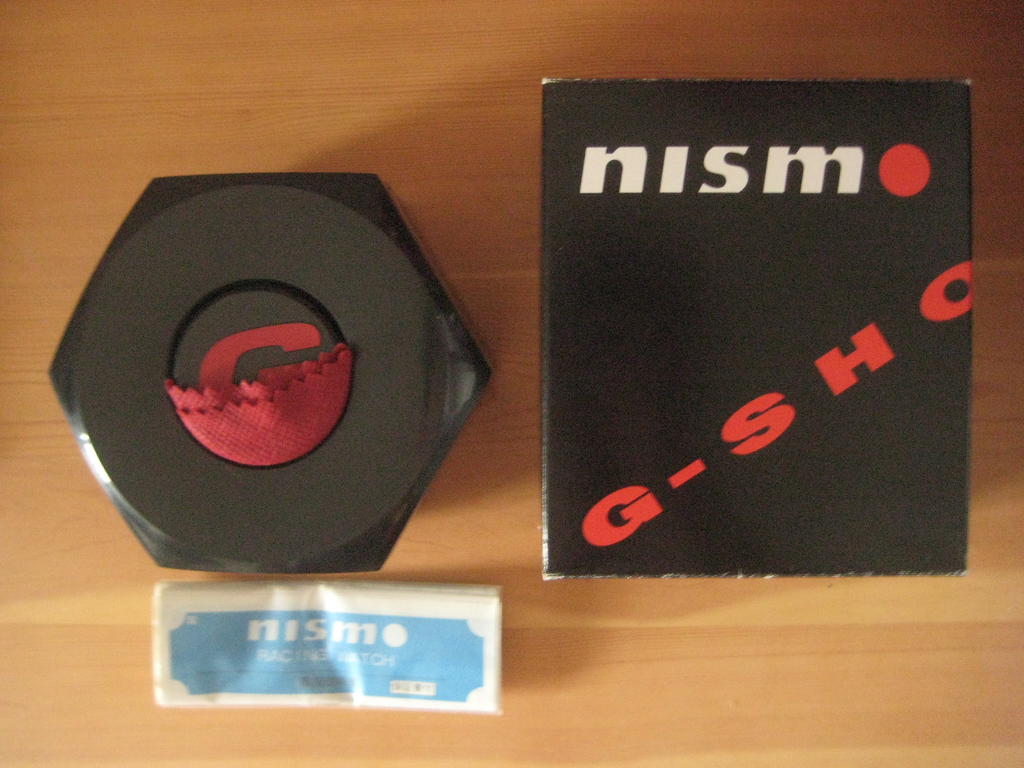 nismo
G-SHO
G
nismo
RACING WATCH